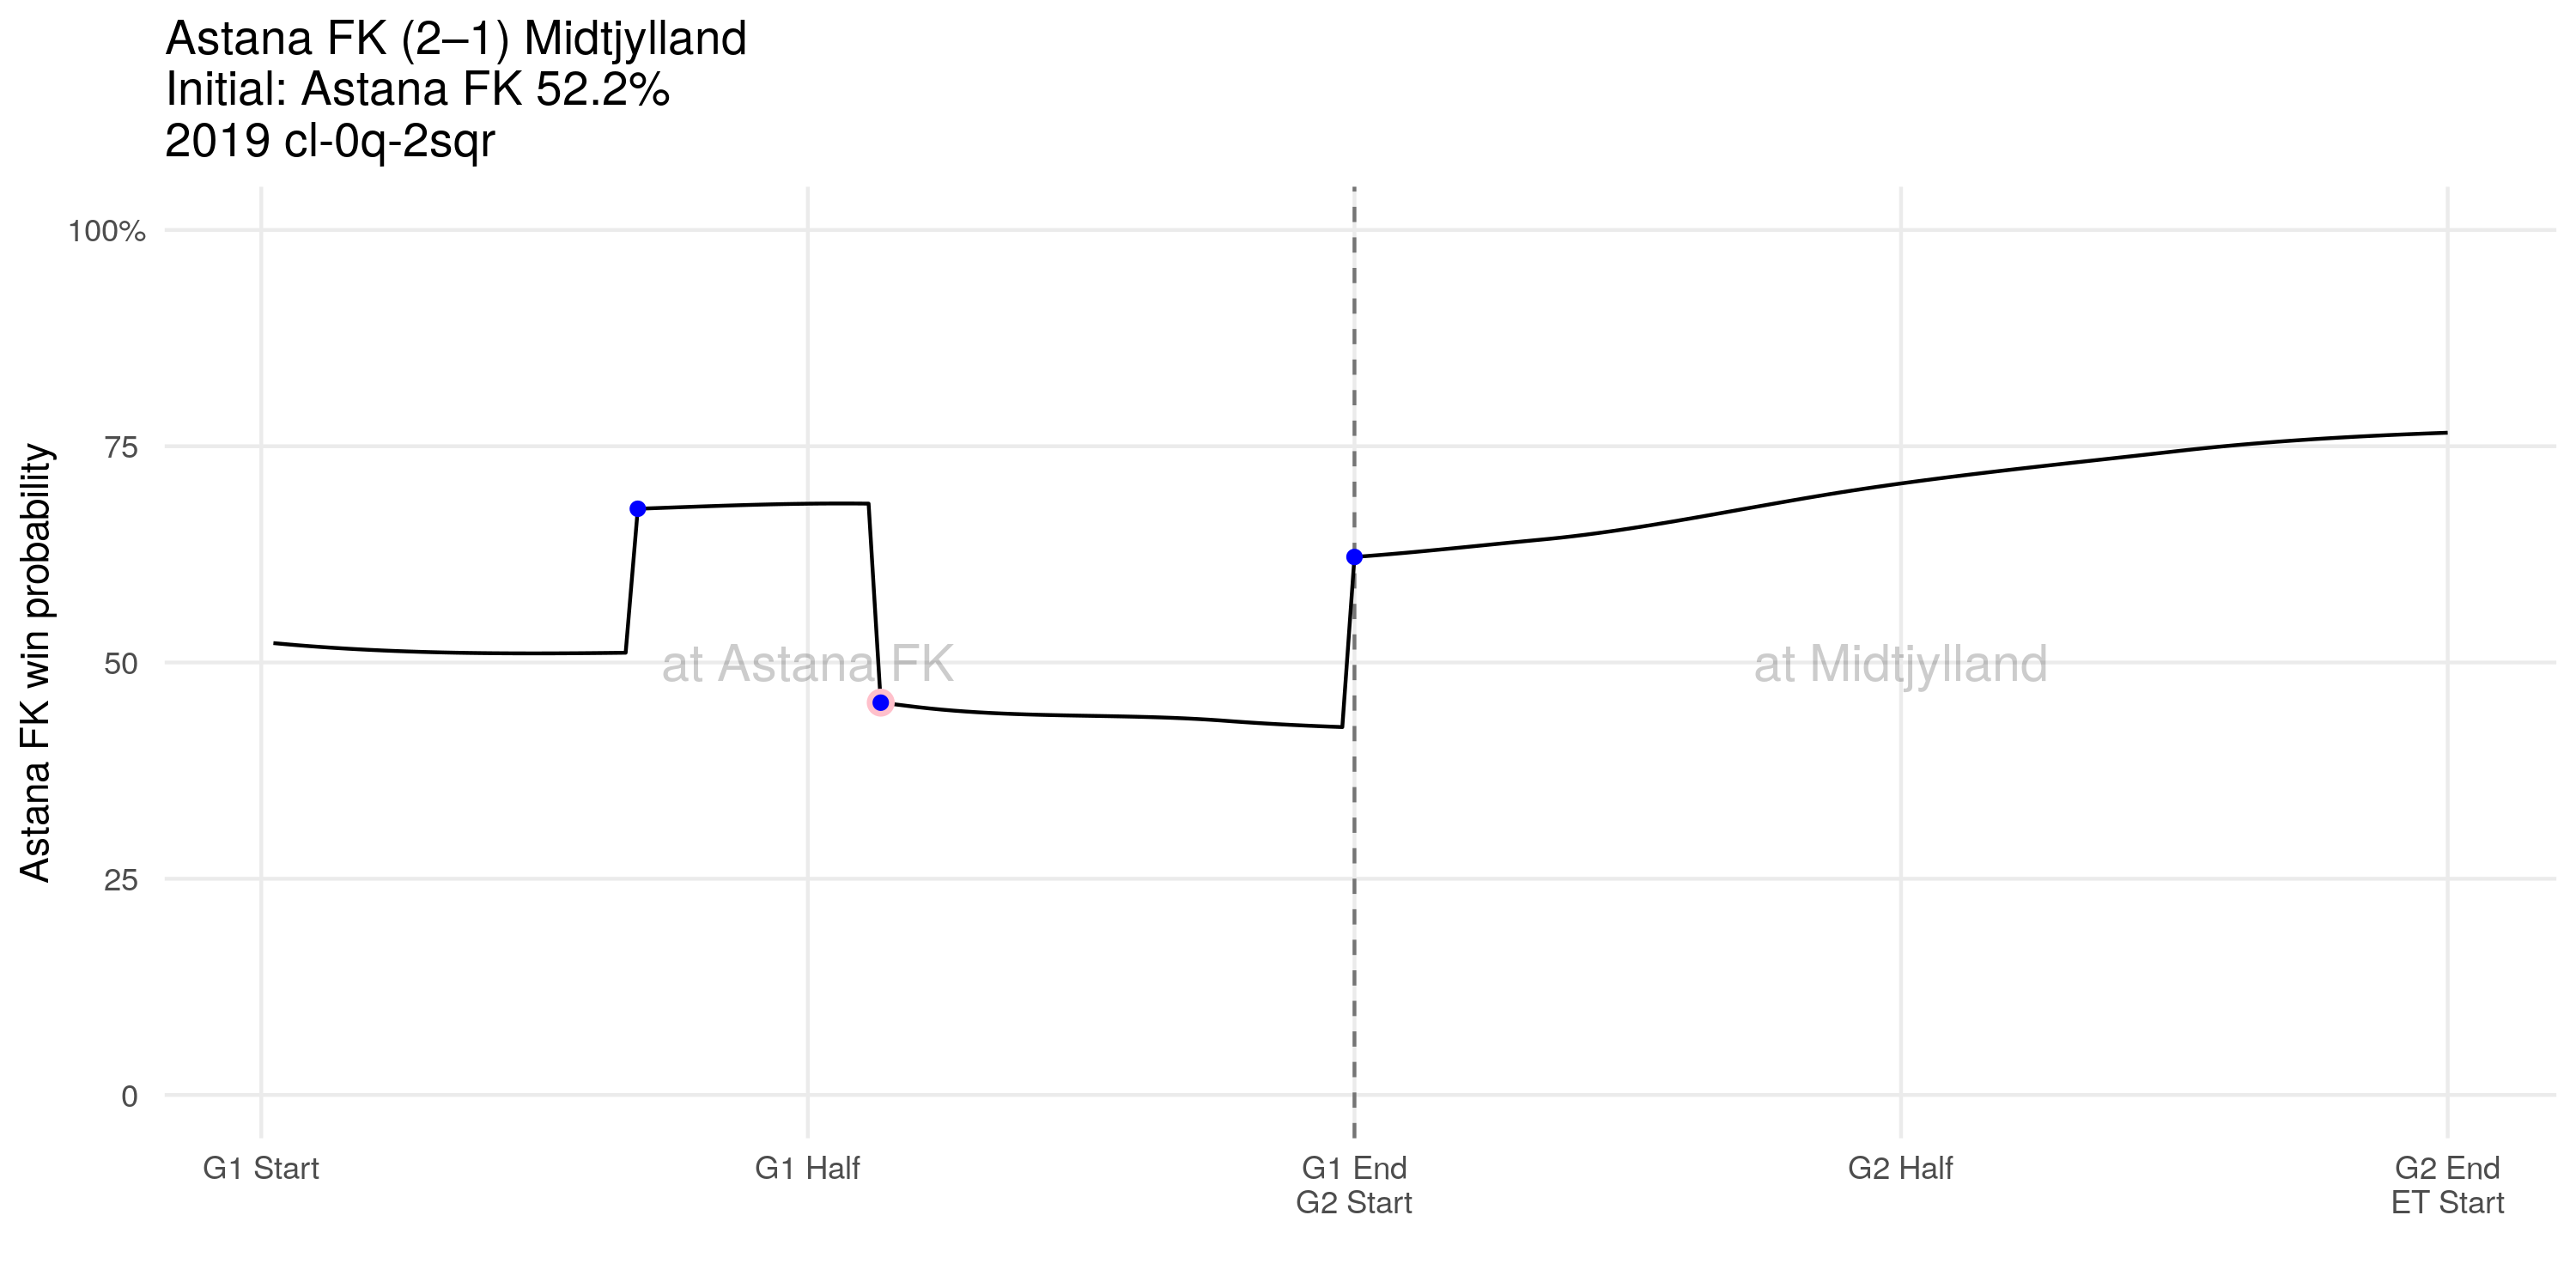 Astana FK (2–1) Midtjylland
Initial: Astana FK 52.2%
2019 cl-0q-2sqr
Astana FK win probability
100%
75
50
25
0
at Astana FK
at Midtjylland
G1 Start
G1 Half
G1 End
G2 Start
G2 Half
G2 End
ET Start